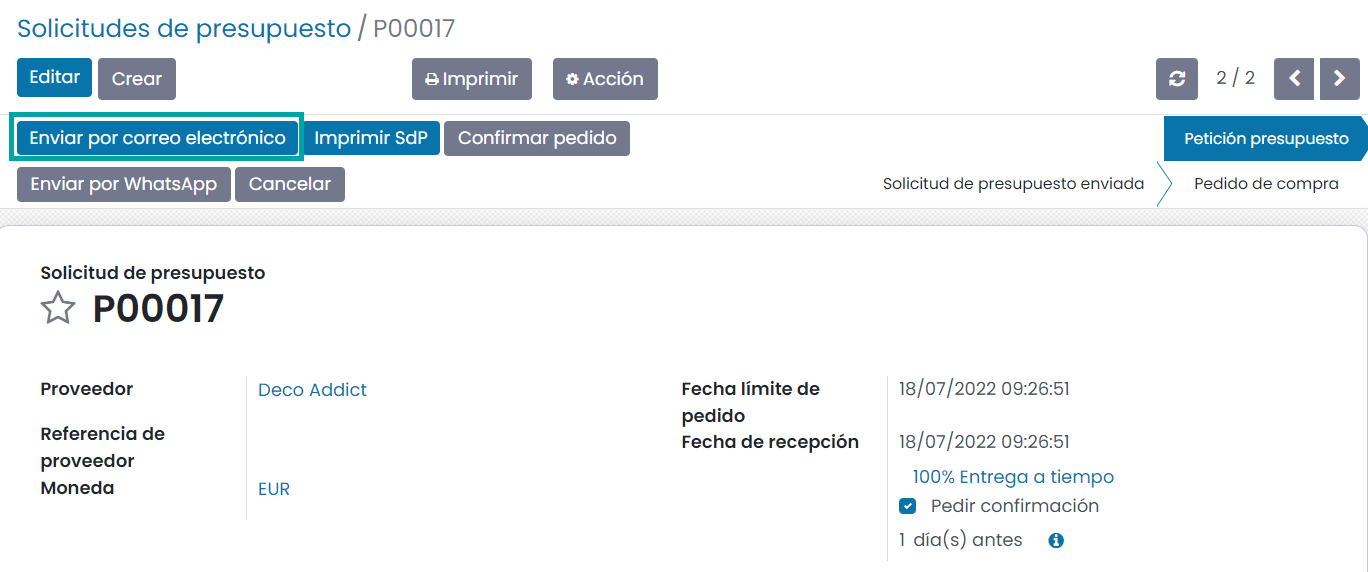 Solicitudes de presupuesto / P00017
Editar Crear Imprimir Acción 2 / 2
Enviar por correo electrónico Imprimir SdP Confirmar pedido Petición presupuesto
Enviar por WhatsApp Cancelar Solicitud de presupuesto enviada Pedido de compra
Solicitud de presupuesto
P00017
Proveedor Deco Addict
Referencia de
proveedor
Moneda EUR
Fecha límite de 18/07/2022 09:26:51
pedido
Fecha de recepción 18/07/2022 09:26:51
100% Entrega a tiempo
Pedir confirmación
1 día(s) antes